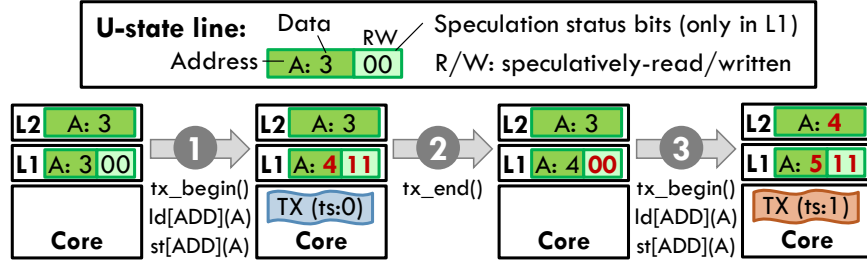 U-state line:
Data
RW
Speculation status bits (only in L1)
Address
A: 3
00
R/W: speculatively-read/written
L2 A: 3
L1 A: 3 00
Core
1
tx_begin()
ld[ADD](A)
st[ADD](A)
L2 A: 3
L1 A: 4 11
TX (ts:0)
Core
2
tx_end()
L2 A: 3
L1 A: 4 00
Core
3
tx_begin()
ld[ADD](A)
st[ADD](A)
L2 A: 4
L1 A: 5 11
TX (ts:1)
Core